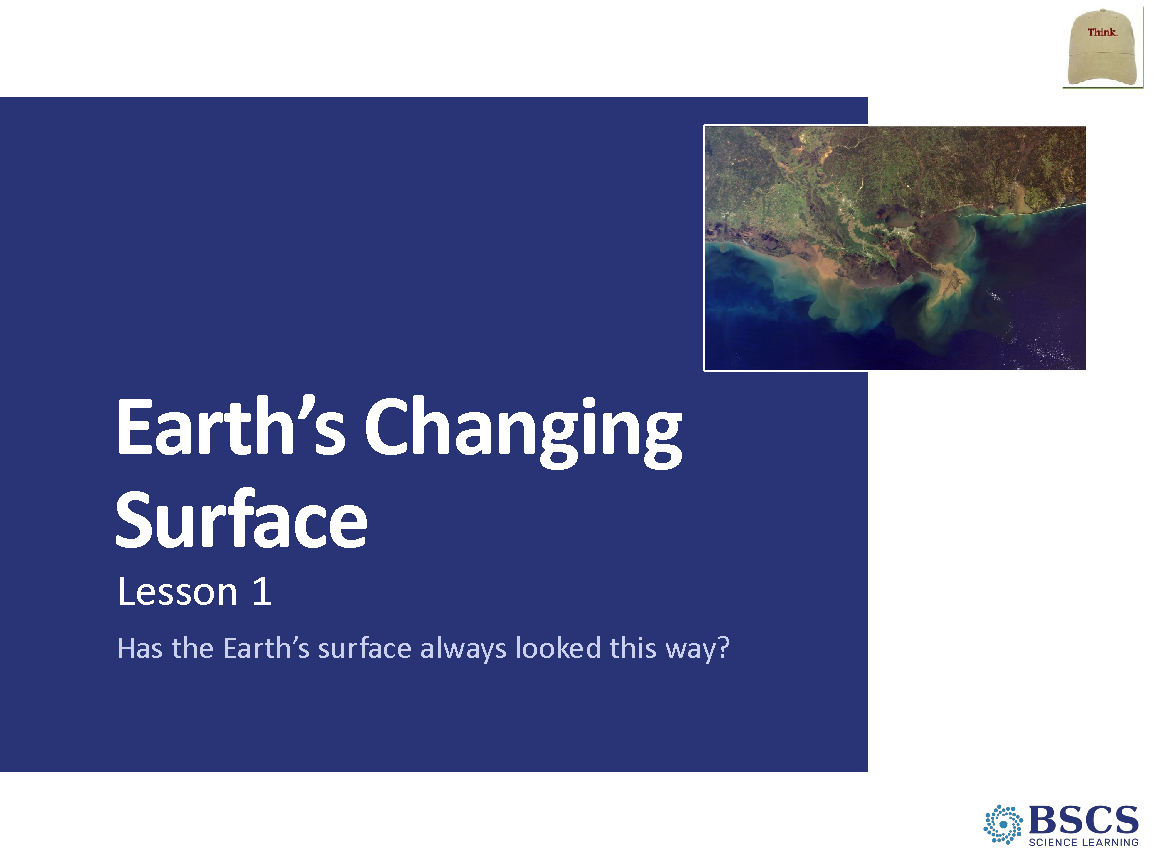 Think.
Earth’s Changing
Surface
Lesson 1
Has the Earth’s surface always looked this way?
BSCS
SCIENCE LEARNING